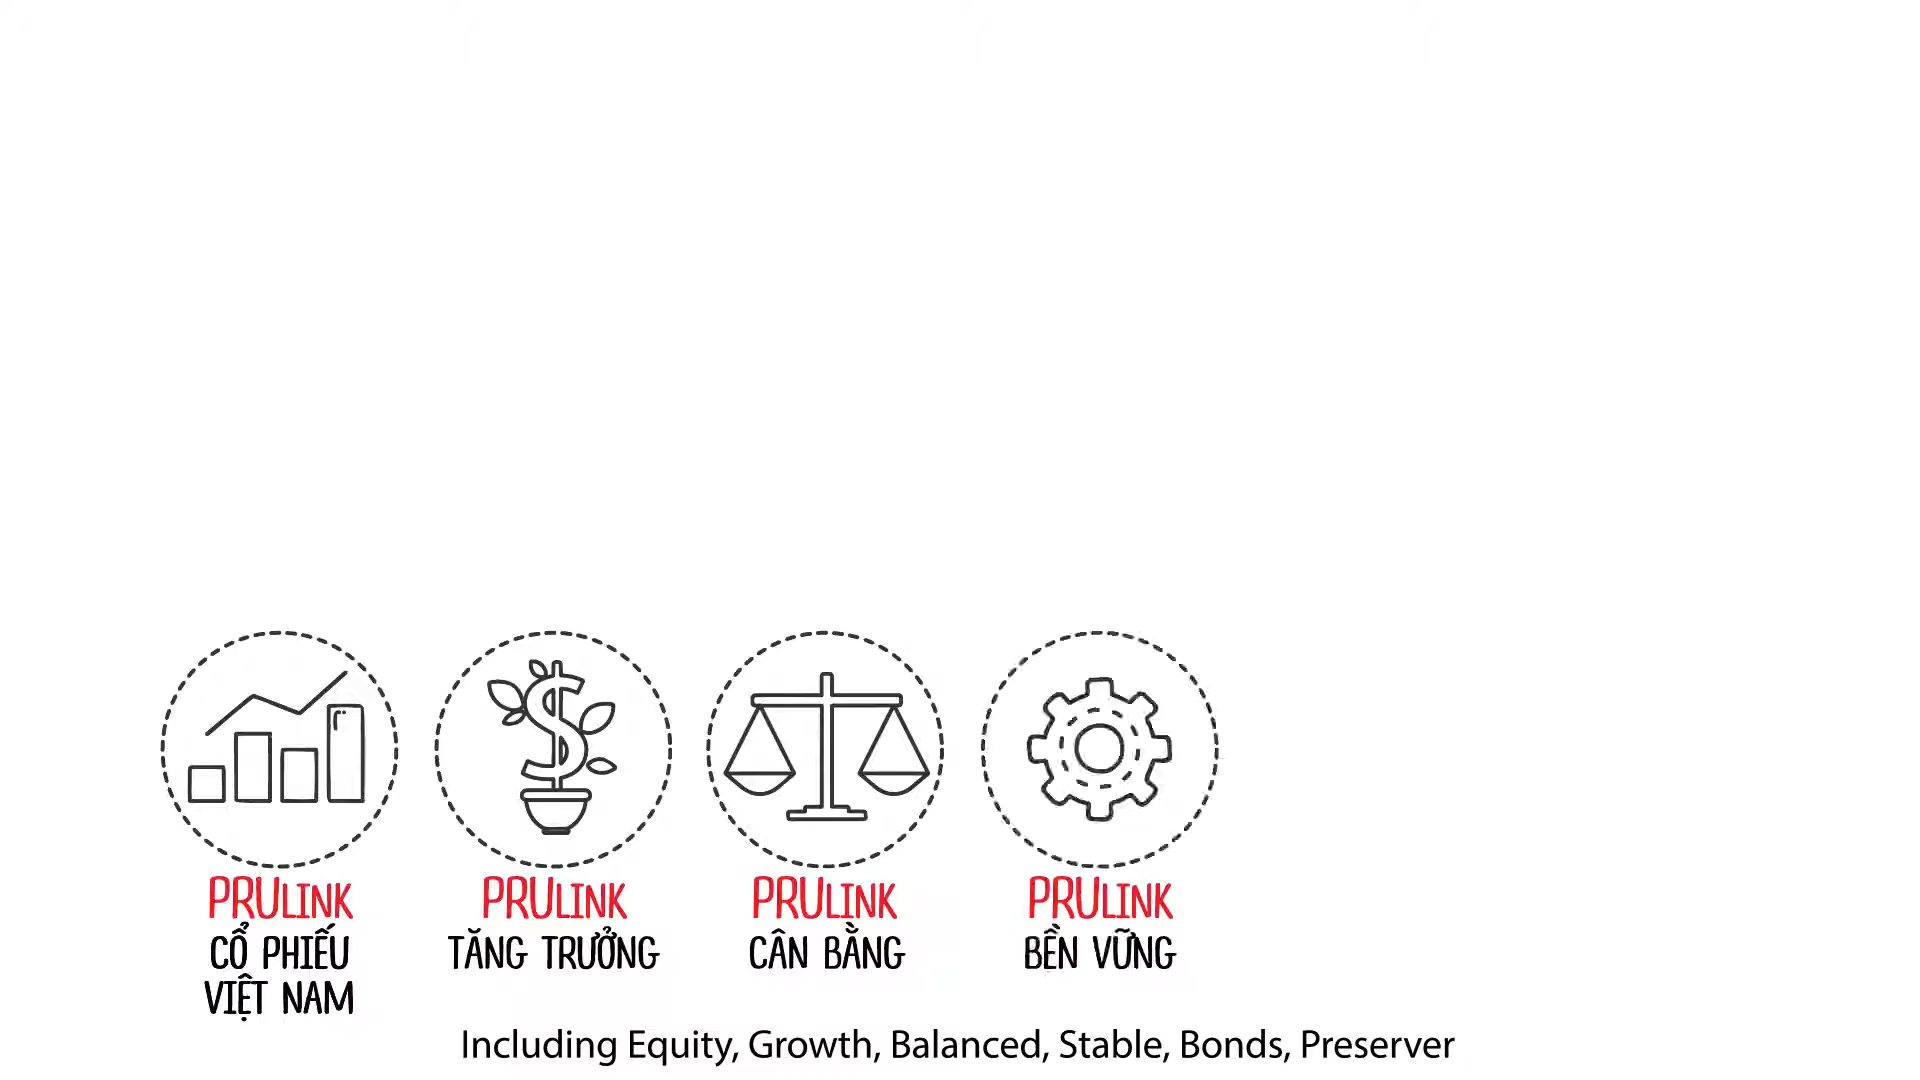 PRULINK
CỔ PHIẾU
VIỆT NAM
PRULINK
TĂNG TRƯỞNG
PRULINK
CÂN BẰNG
PRULINK
BỀN VỮNG
Including Equity, Growth, Balanced, Stable, Bonds, Preserver